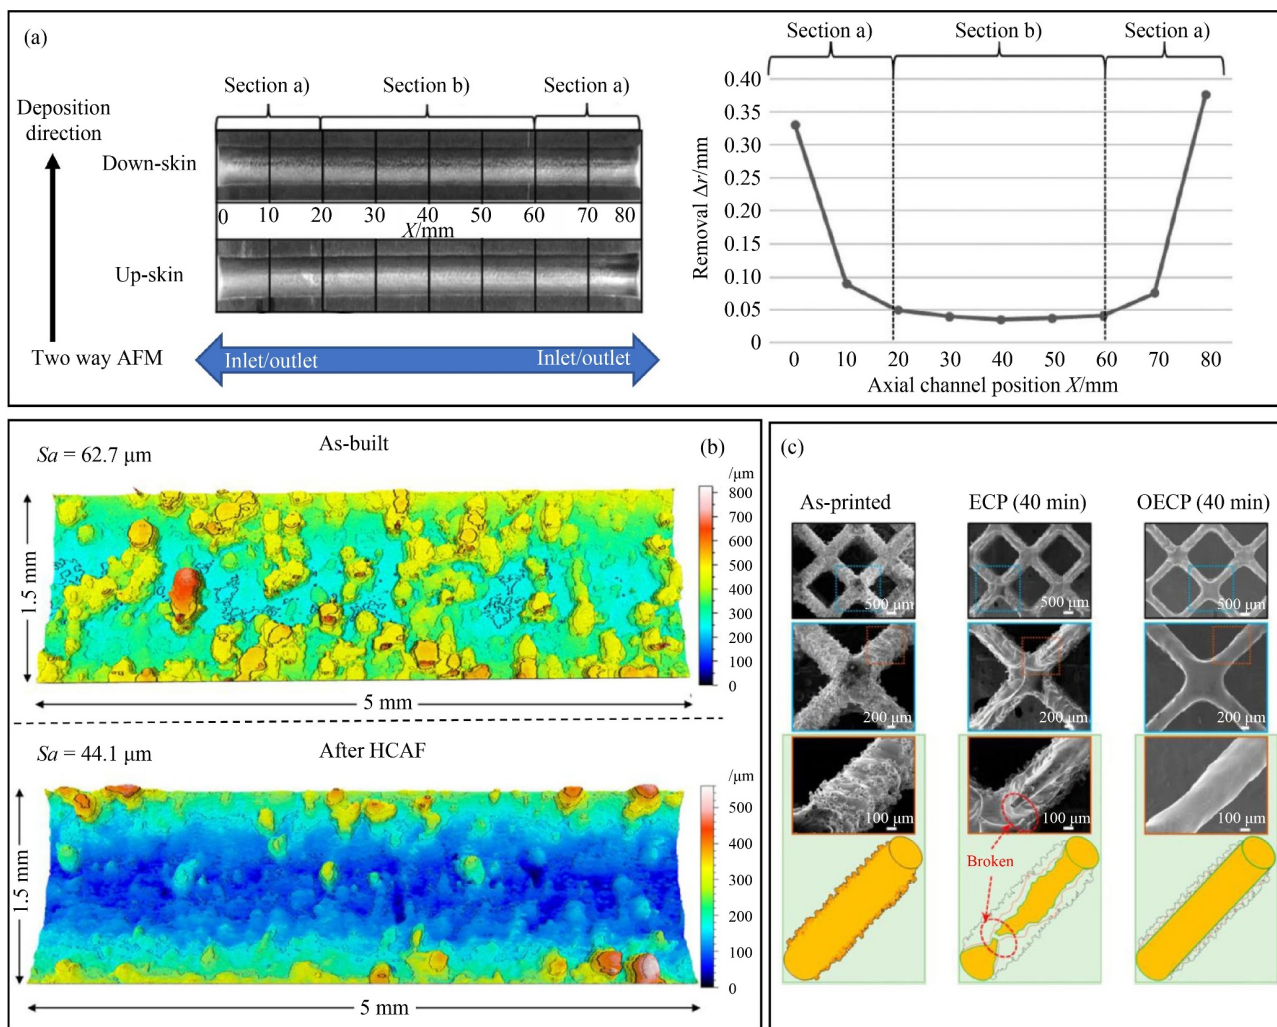 (a)
Section a)
Section b)
Section a)
Deposition
direction
Down-skin
0 10 20 30 40 50 60 70 80
X/mm
Up-skin
Two way AFM
Inlet/outlet
Inlet/outlet
Section a)
Section b)
Section a)
0.40
0.35
0.30
0.25
0.20
0.15
0.10
0.05
0
Removal Δr/mm
0 10 20 30 40 50 60 70 80
Axial channel position X/mm
(b)
As-built
Sa = 62.7 μm
1.5 mm
5 mm
/μm
800
700
600
500
400
300
200
100
0
After HCAF
Sa = 44.1 μm
1.5 mm
5 mm
/μm
500
400
300
200
100
0
(c)
As-printed
ECP (40 min)
OECP (40 min)
500 μm
500 μm
500 μm
200 μm
200 μm
200 μm
100 μm
100 μm
100 μm
Broken